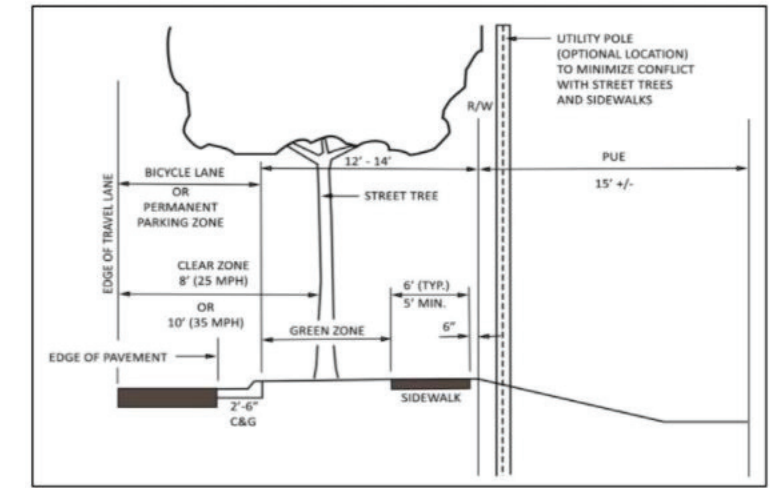 UTILITY POLE
(OPTIONAL LOCATION)
TO MINIMIZE CONFLICT
WITH STREET TREES
AND SIDEWALKS
R/W
12' - 14'
PUE
15' +/-
BICYCLE LANE
OR
PERMANENT
PARKING ZONE
STREET TREE
EDGE OF TRAVEL LANE
CLEAR ZONE
8' (25 MPH)
OR
10' (35 MPH)
6' (TYP.)
5' MIN.
6"
GREEN ZONE
EDGE OF PAVEMENT
2'-6"
C&G
SIDEWALK